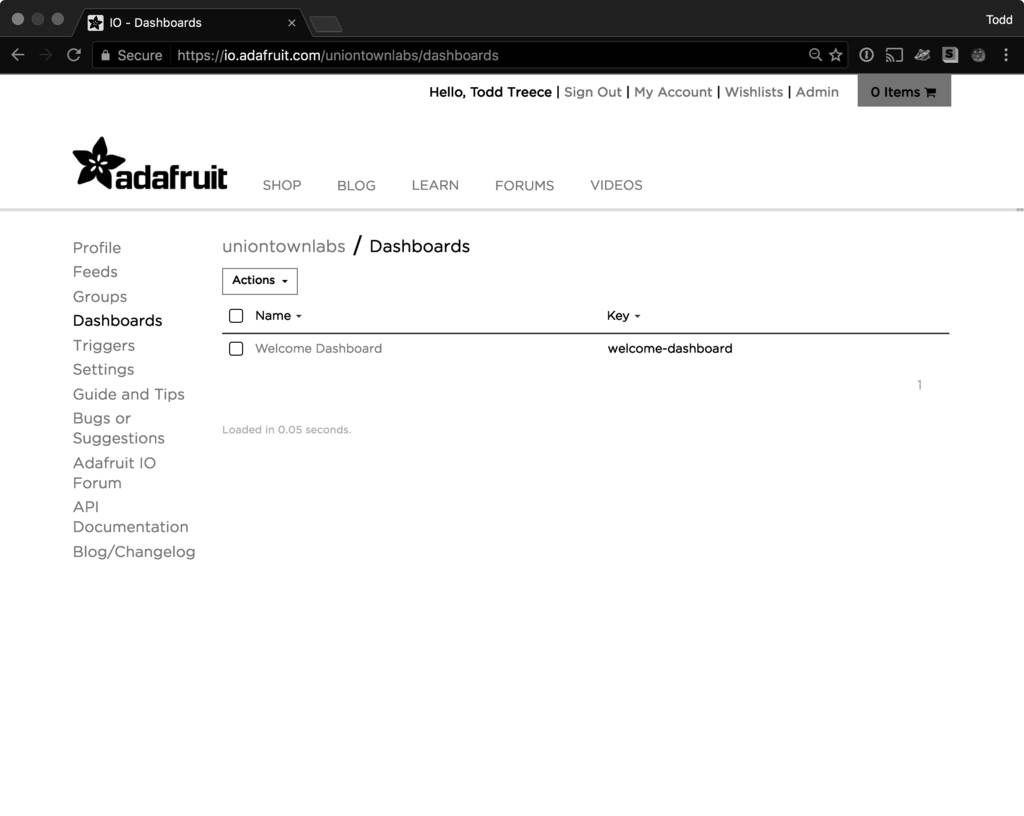 IO - Dashboards
Todd
Secure https://io.adafruit.com/uniontownlabs/dashboards
Hello, Todd Treece | Sign Out | My Account | Wishlists | Admin 0 Items
adafruit SHOP BLOG LEARN FORUMS VIDEOS
Profile
Feeds
Groups
Dashboards
Triggers
Settings
Guide and Tips
Bugs or
Suggestions
Adafruit IO
Forum
API
Documentation
Blog/Changelog
uniontownlabs / Dashboards
Actions
Name Key
Welcome Dashboard welcome-dashboard
1
Loaded in 0.05 seconds.